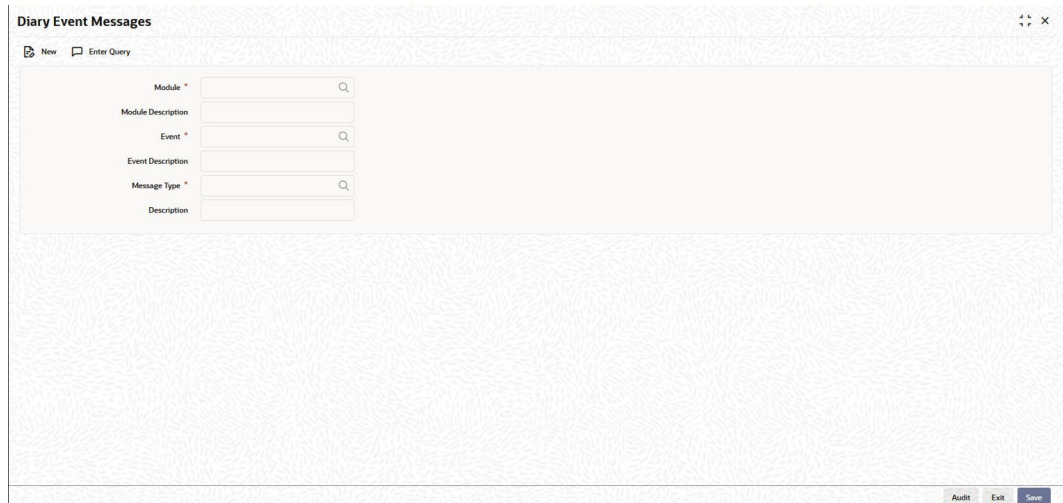 Diary Event Messages
New Enter Query
Module *
Module Description
Event *
Event Description
Message Type *
Description
Audit Exit Save